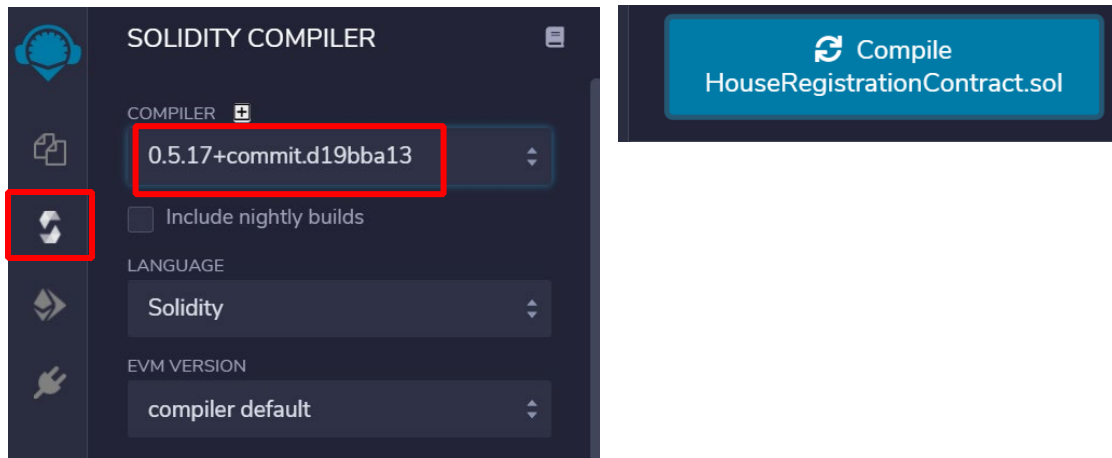 SOLIDITY COMPILER
COMPILER
0.5.17+commit.d19bba13
Include nightly builds
LANGUAGE
Solidity
EVM VERSION
compiler default
Compile
HouseRegistrationContract.sol